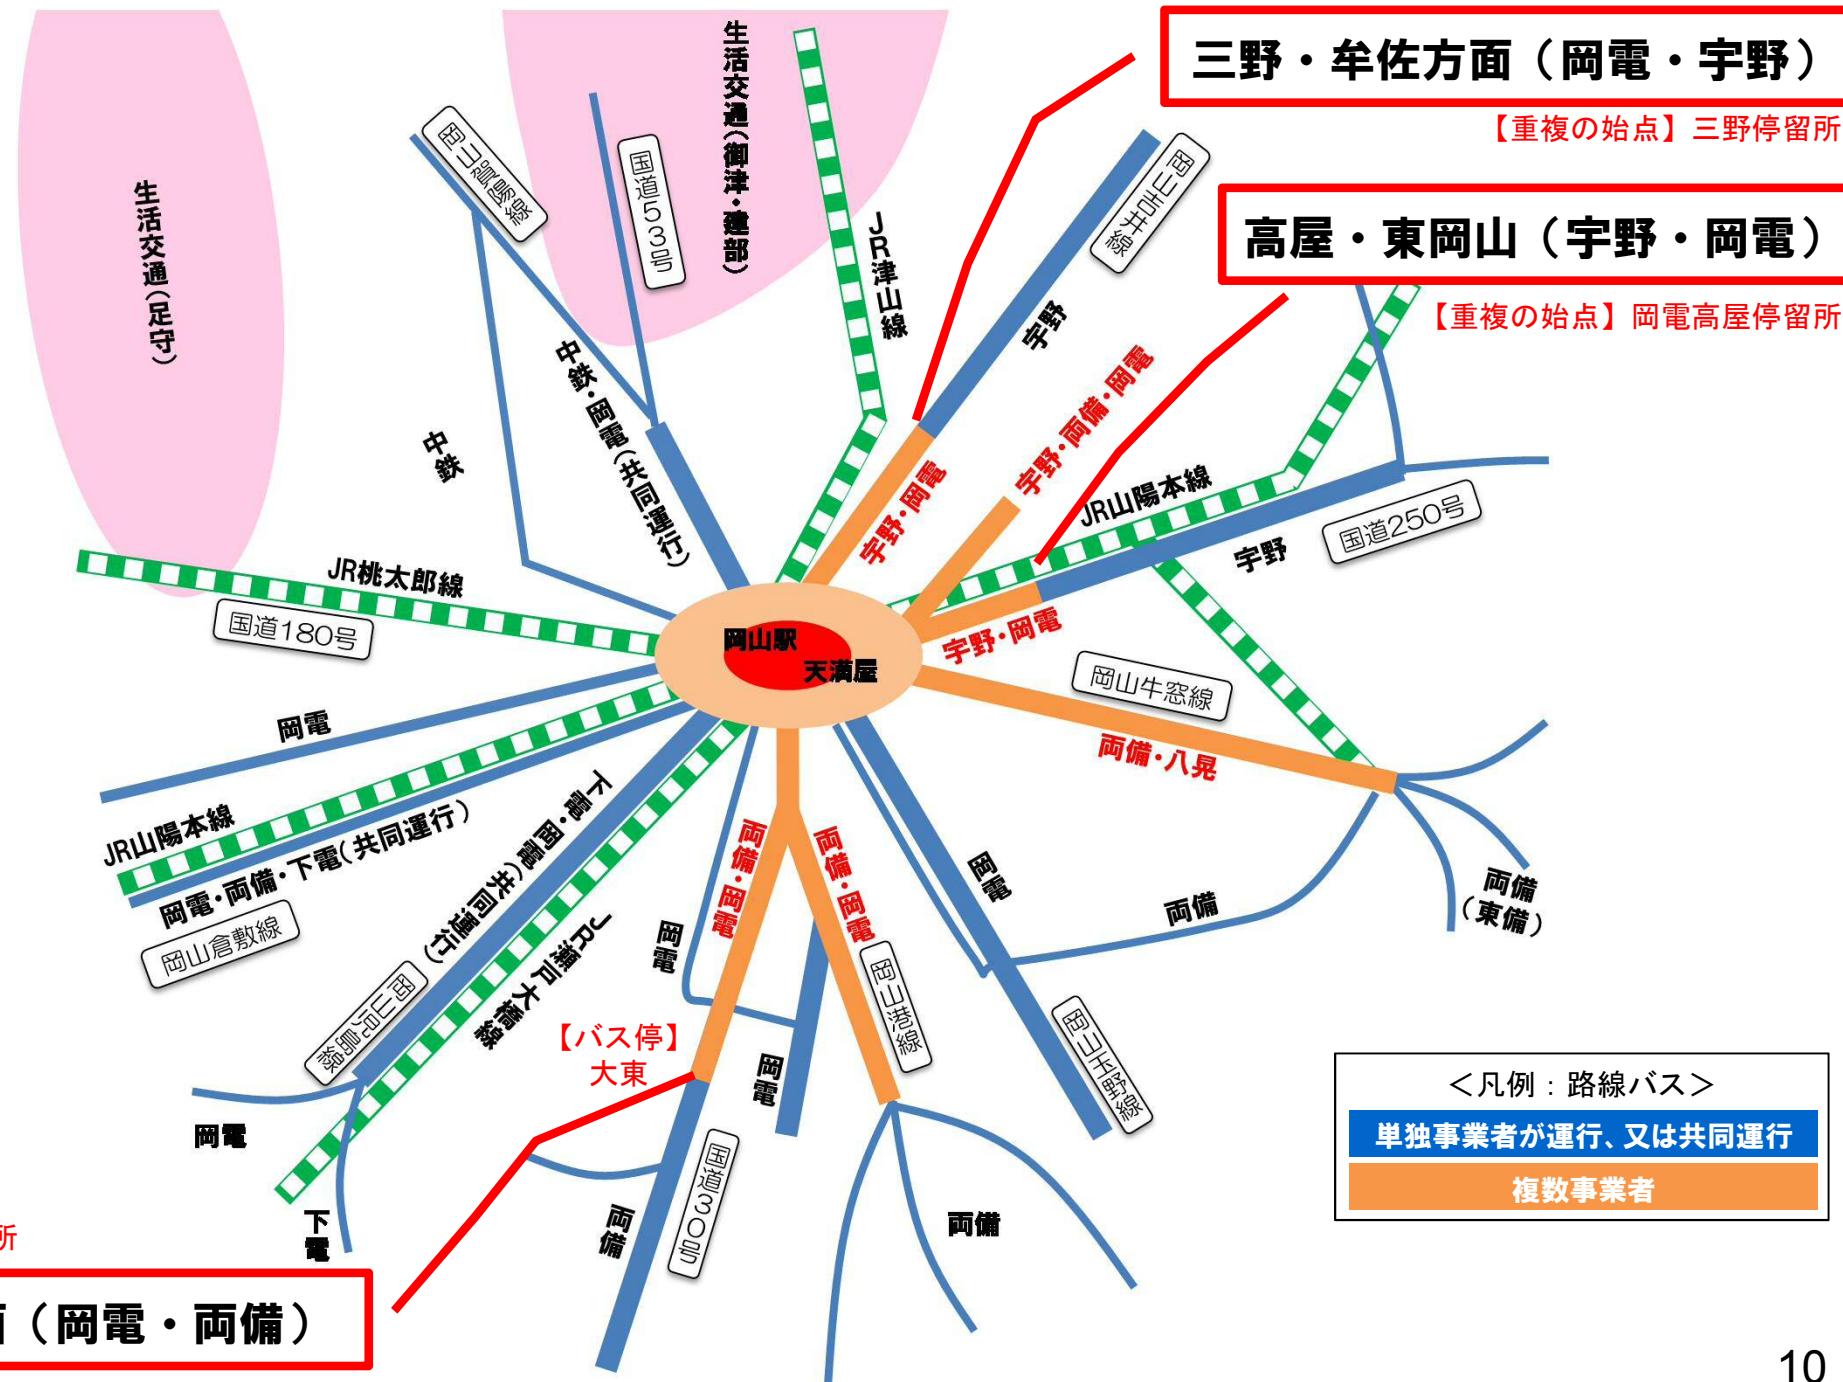 三野・牟佐方面（岡電・宇野）
【重複の始点】三野停留所
高屋・東岡山（宇野・岡電）
【重複の始点】岡電高屋停留所
生活交通（足守）
生活交通（御津・建部）
岡山賀陽線
国道53号
JR津山線
岡山吉井線
宇野
中鉄・岡電（共同運行）
中鉄
宇野・岡電
宇野・両備・岡電
JR山陽本線
国道250号
宇野
宇野・岡電
JR桃太郎線
国道180号
岡山駅
天満屋
岡山牛窓線
両備・八晃
岡電
JR山陽本線
岡電・両備・下電（共同運行）
岡山倉敷線
下電・岡電（共同運行）
岡山児島線
JR瀬戸大橋線
岡電
下電
岡電
両備・岡電
両備・岡電
岡山港線
岡電
岡電
岡山玉野線
両備
両備
（東備）
【バス停】
大東
国道30号
両備
両備
＜凡例：路線バス＞
単独事業者が運行、又は共同運行
複数事業者
所
（岡電・両備）
10